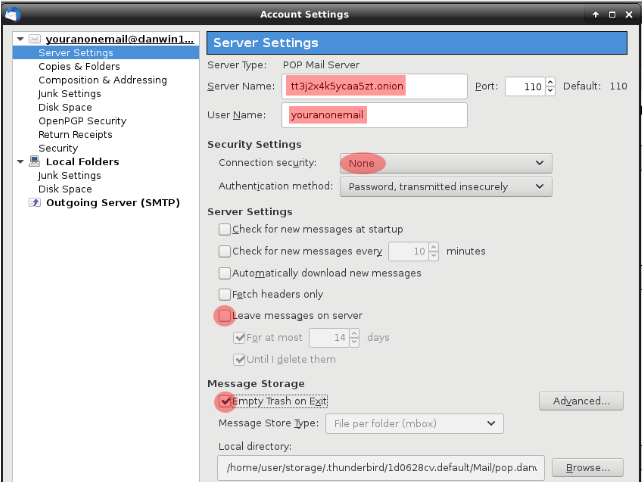 Account Settings
youranonemail@danwin1...
Server Settings
Copies & Folders
Composition & Addressing
Junk Settings
Disk Space
OpenPGP Security
Return Receipts
Security
Local Folders
Junk Settings
Disk Space
Outgoing Server (SMTP)
Server Settings
Server Type: POP Mail Server
Server Name: tt3j2x4k5ycaa5zt.onion Port: 110 Default: 110
User Name: youranonemail
Security Settings
Connection security: None
Authentication method: Password, transmitted insecurely
Server Settings
Check for new messages at startup
Check for new messages every 10 minutes
Automatically download new messages
Fetch headers only
Leave messages on server
For at most 14 days
Until I delete them
Message Storage
Empty Trash on Exit Advanced...
Message Store Type: File per folder (mbox)
Local directory:
/home/user/storage/.thunderbird/1d0628cv.default/Mail/pop.danv Browse...